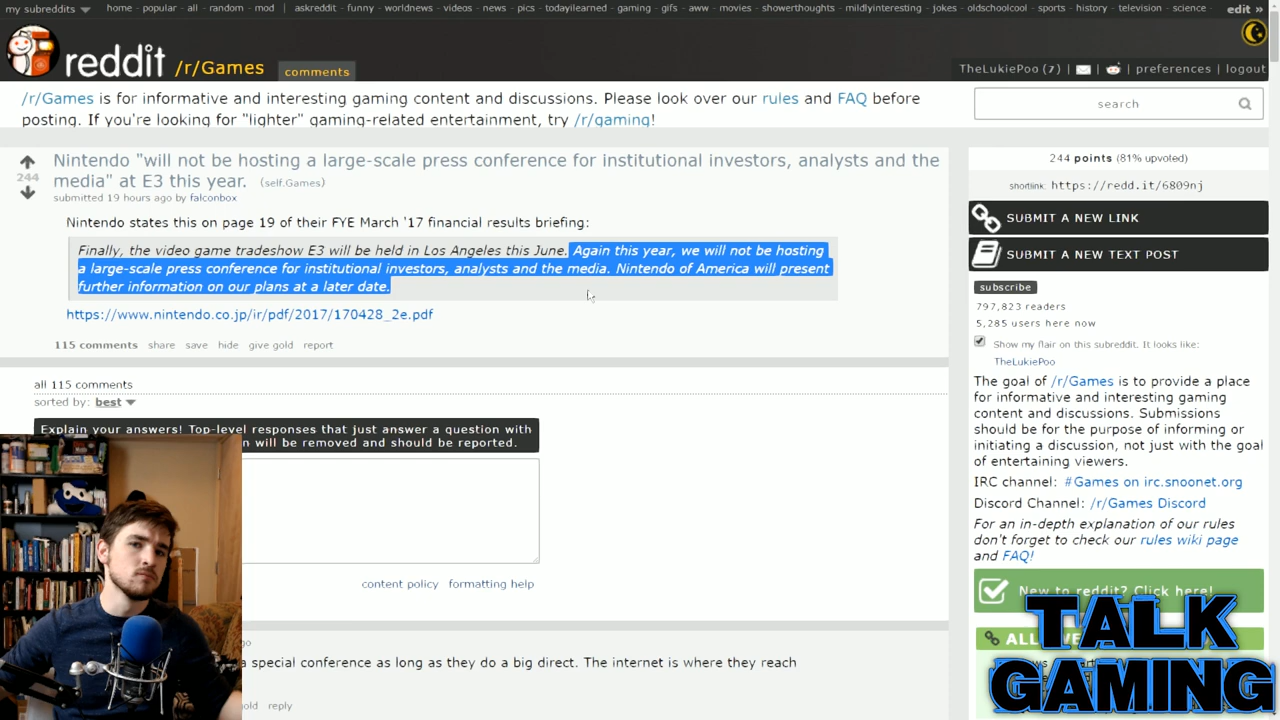 my subreddits home - popular - all - random - mod | askreddit - funny - worldnews - videos - news - pics - todayilearned - gaming - gifs - aww - movies - showerthoughts - mildlyinteresting - jokes - oldschoolcool - sports - history - television - science - edit »
reddit /r/Games comments
TheLukiePoo (7) | | | preferences | logout
/r/Games is for informative and interesting gaming content and discussions. Please look over our rules and FAQ before
posting. If you're looking for "lighter" gaming-related entertainment, try /r/gaming!
search
Nintendo "will not be hosting a large-scale press conference for institutional investors, analysts and the
media" at E3 this year. (self.Games)
244
submitted 19 hours ago by falconbox
Nintendo states this on page 19 of their FYE March '17 financial results briefing:
Finally, the video game tradeshow E3 will be held in Los Angeles this June. Again this year, we will not be hosting
a large-scale press conference for institutional investors, analysts and the media. Nintendo of America will present
further information on our plans at a later date.
https://www.nintendo.co.jp/ir/pdf/2017/170428_2e.pdf
115 comments share save hide give gold report
all 115 comments
sorted by: best
Explain your answers! Top-level responses that just answer a question with
n will be removed and should be reported.
content policy formatting help
ago
a special conference as long as they do a big direct. The internet is where they reach
gold reply
244 points (81% upvoted)
shortlink: https://redd.it/6809nj
SUBMIT A NEW LINK
SUBMIT A NEW TEXT POST
subscribe
797,823 readers
5,285 users here now
Show my flair on this subreddit. It looks like:
TheLukiePoo
The goal of /r/Games is to provide a place
for informative and interesting gaming
content and discussions. Submissions
should be for the purpose of informing or
initiating a discussion, not just with the goal
of entertaining viewers.
IRC channel: #Games on irc.snoonet.org
Discord Channel: /r/Games Discord
For an in-depth explanation of our rules
don't forget to check our rules wiki page
and FAQ!
New to reddit? Click here!
TALK
GAMING